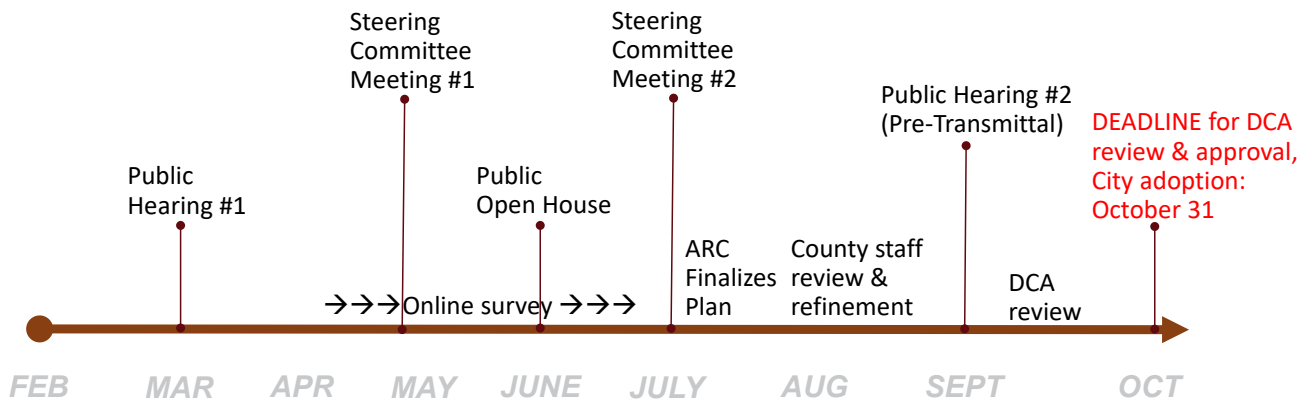 Steering
Committee
Meeting #1
Steering
Committee
Meeting #2
Public Hearing #2
(Pre-Transmittal)
DEADLINE for DCA
review & approval,
City adoption:
October 31
Public
Hearing #1
Public
Open House
ARC
Finalizes
Plan
County staff
review &
refinement
DCA
review
→→→Online survey →→→
FEB MAR APR MAY JUNE JULY AUG SEPT OCT